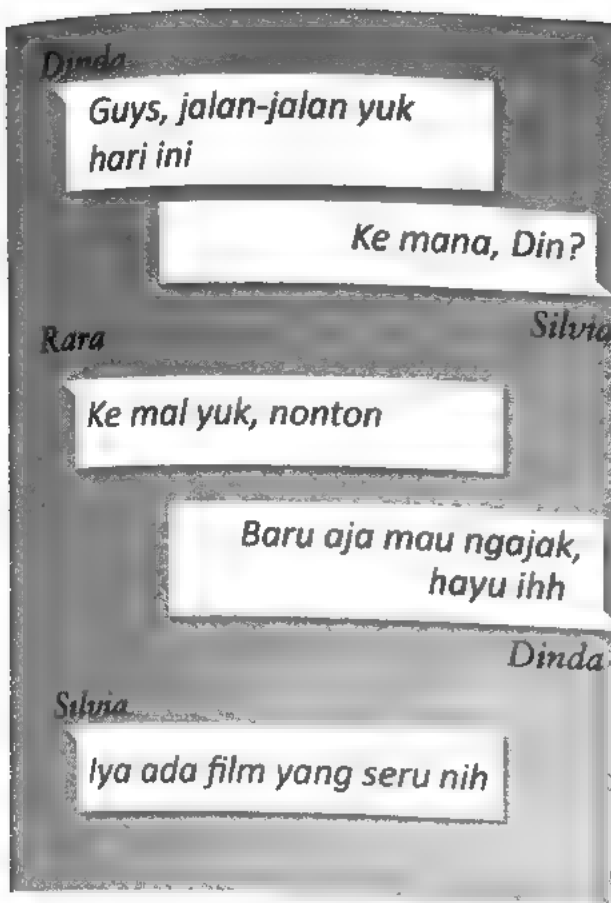 Dinda
Guys, jalan-jalan yuk
hari ini
Ke mana, Din?
Silvia
Rara
Ke mal yuk, nonton
Baru aja mau ngajak,
hayu ihh
Dinda
Silvia
Iya ada film yang seru nih